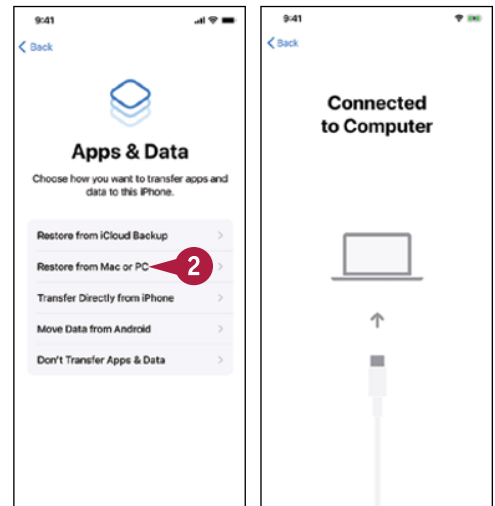 9:41
Back
Apps & Data
Choose how you want to transfer apps and
data to this iPhone.
Restore from iCloud Backup
Restore from Mac or PC
2
Transfer Directly from iPhone
Move Data from Android
Don't Transfer Apps & Data
9:41
Back
Connected
to Computer